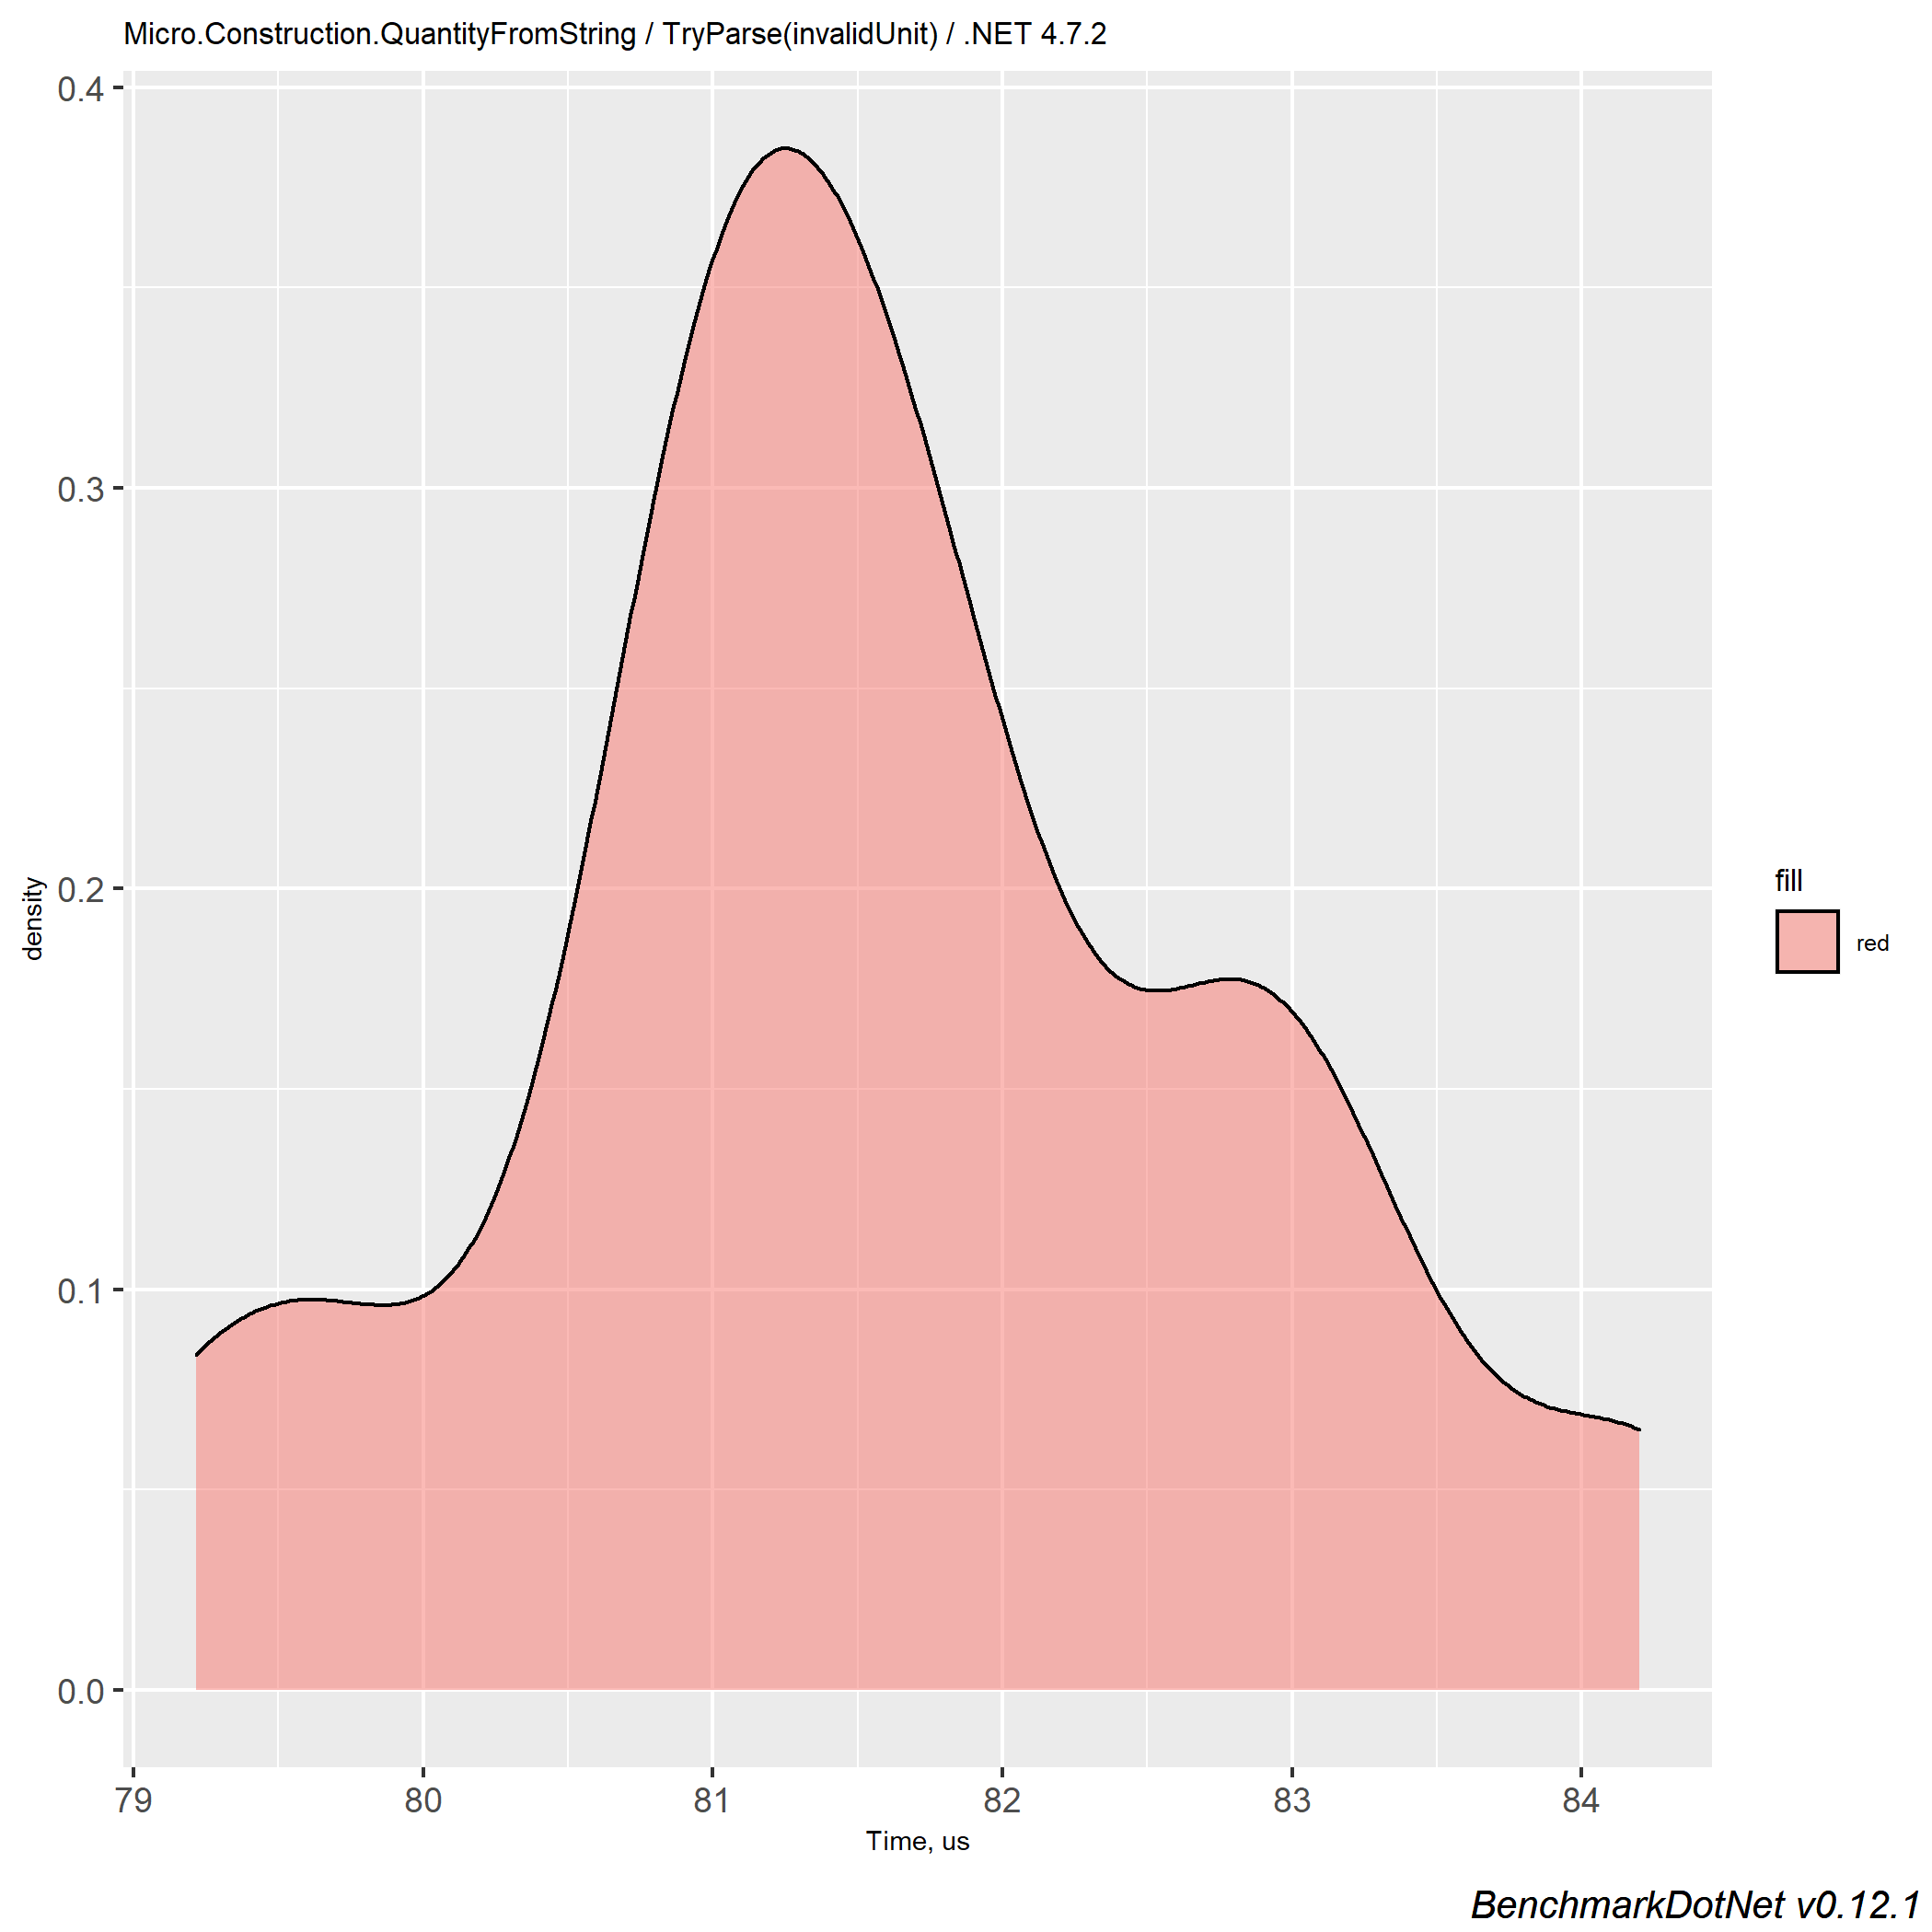 Micro.Construction.QuantityFromString / TryParse(invalidUnit) / .NET 4.7.2
0.4
0.3
0.2
0.1
0.0
density
79 80 81 82 83 84
Time, us
fill
red
BenchmarkDotNet v0.12.1